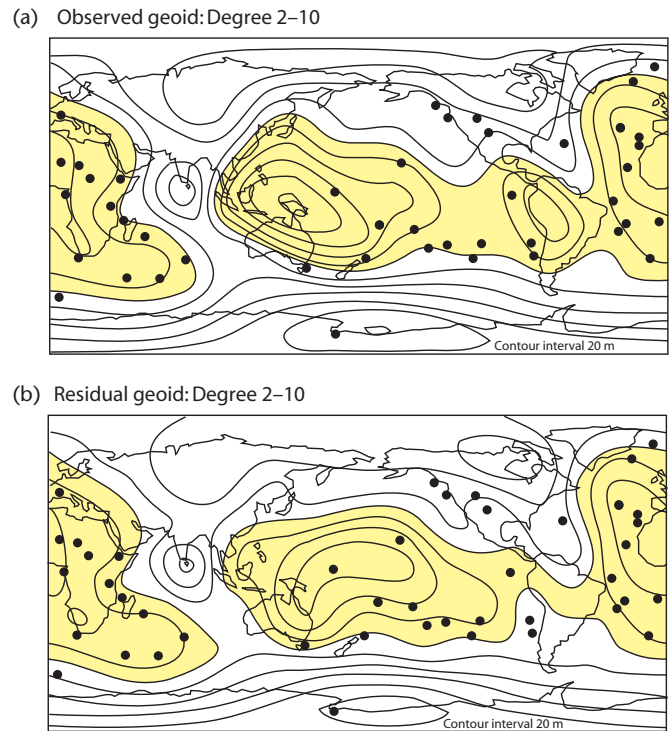 (a) Observed geoid: Degree 2–10
Contour interval 20 m
(b) Residual geoid: Degree 2–10
Contour interval 20 m